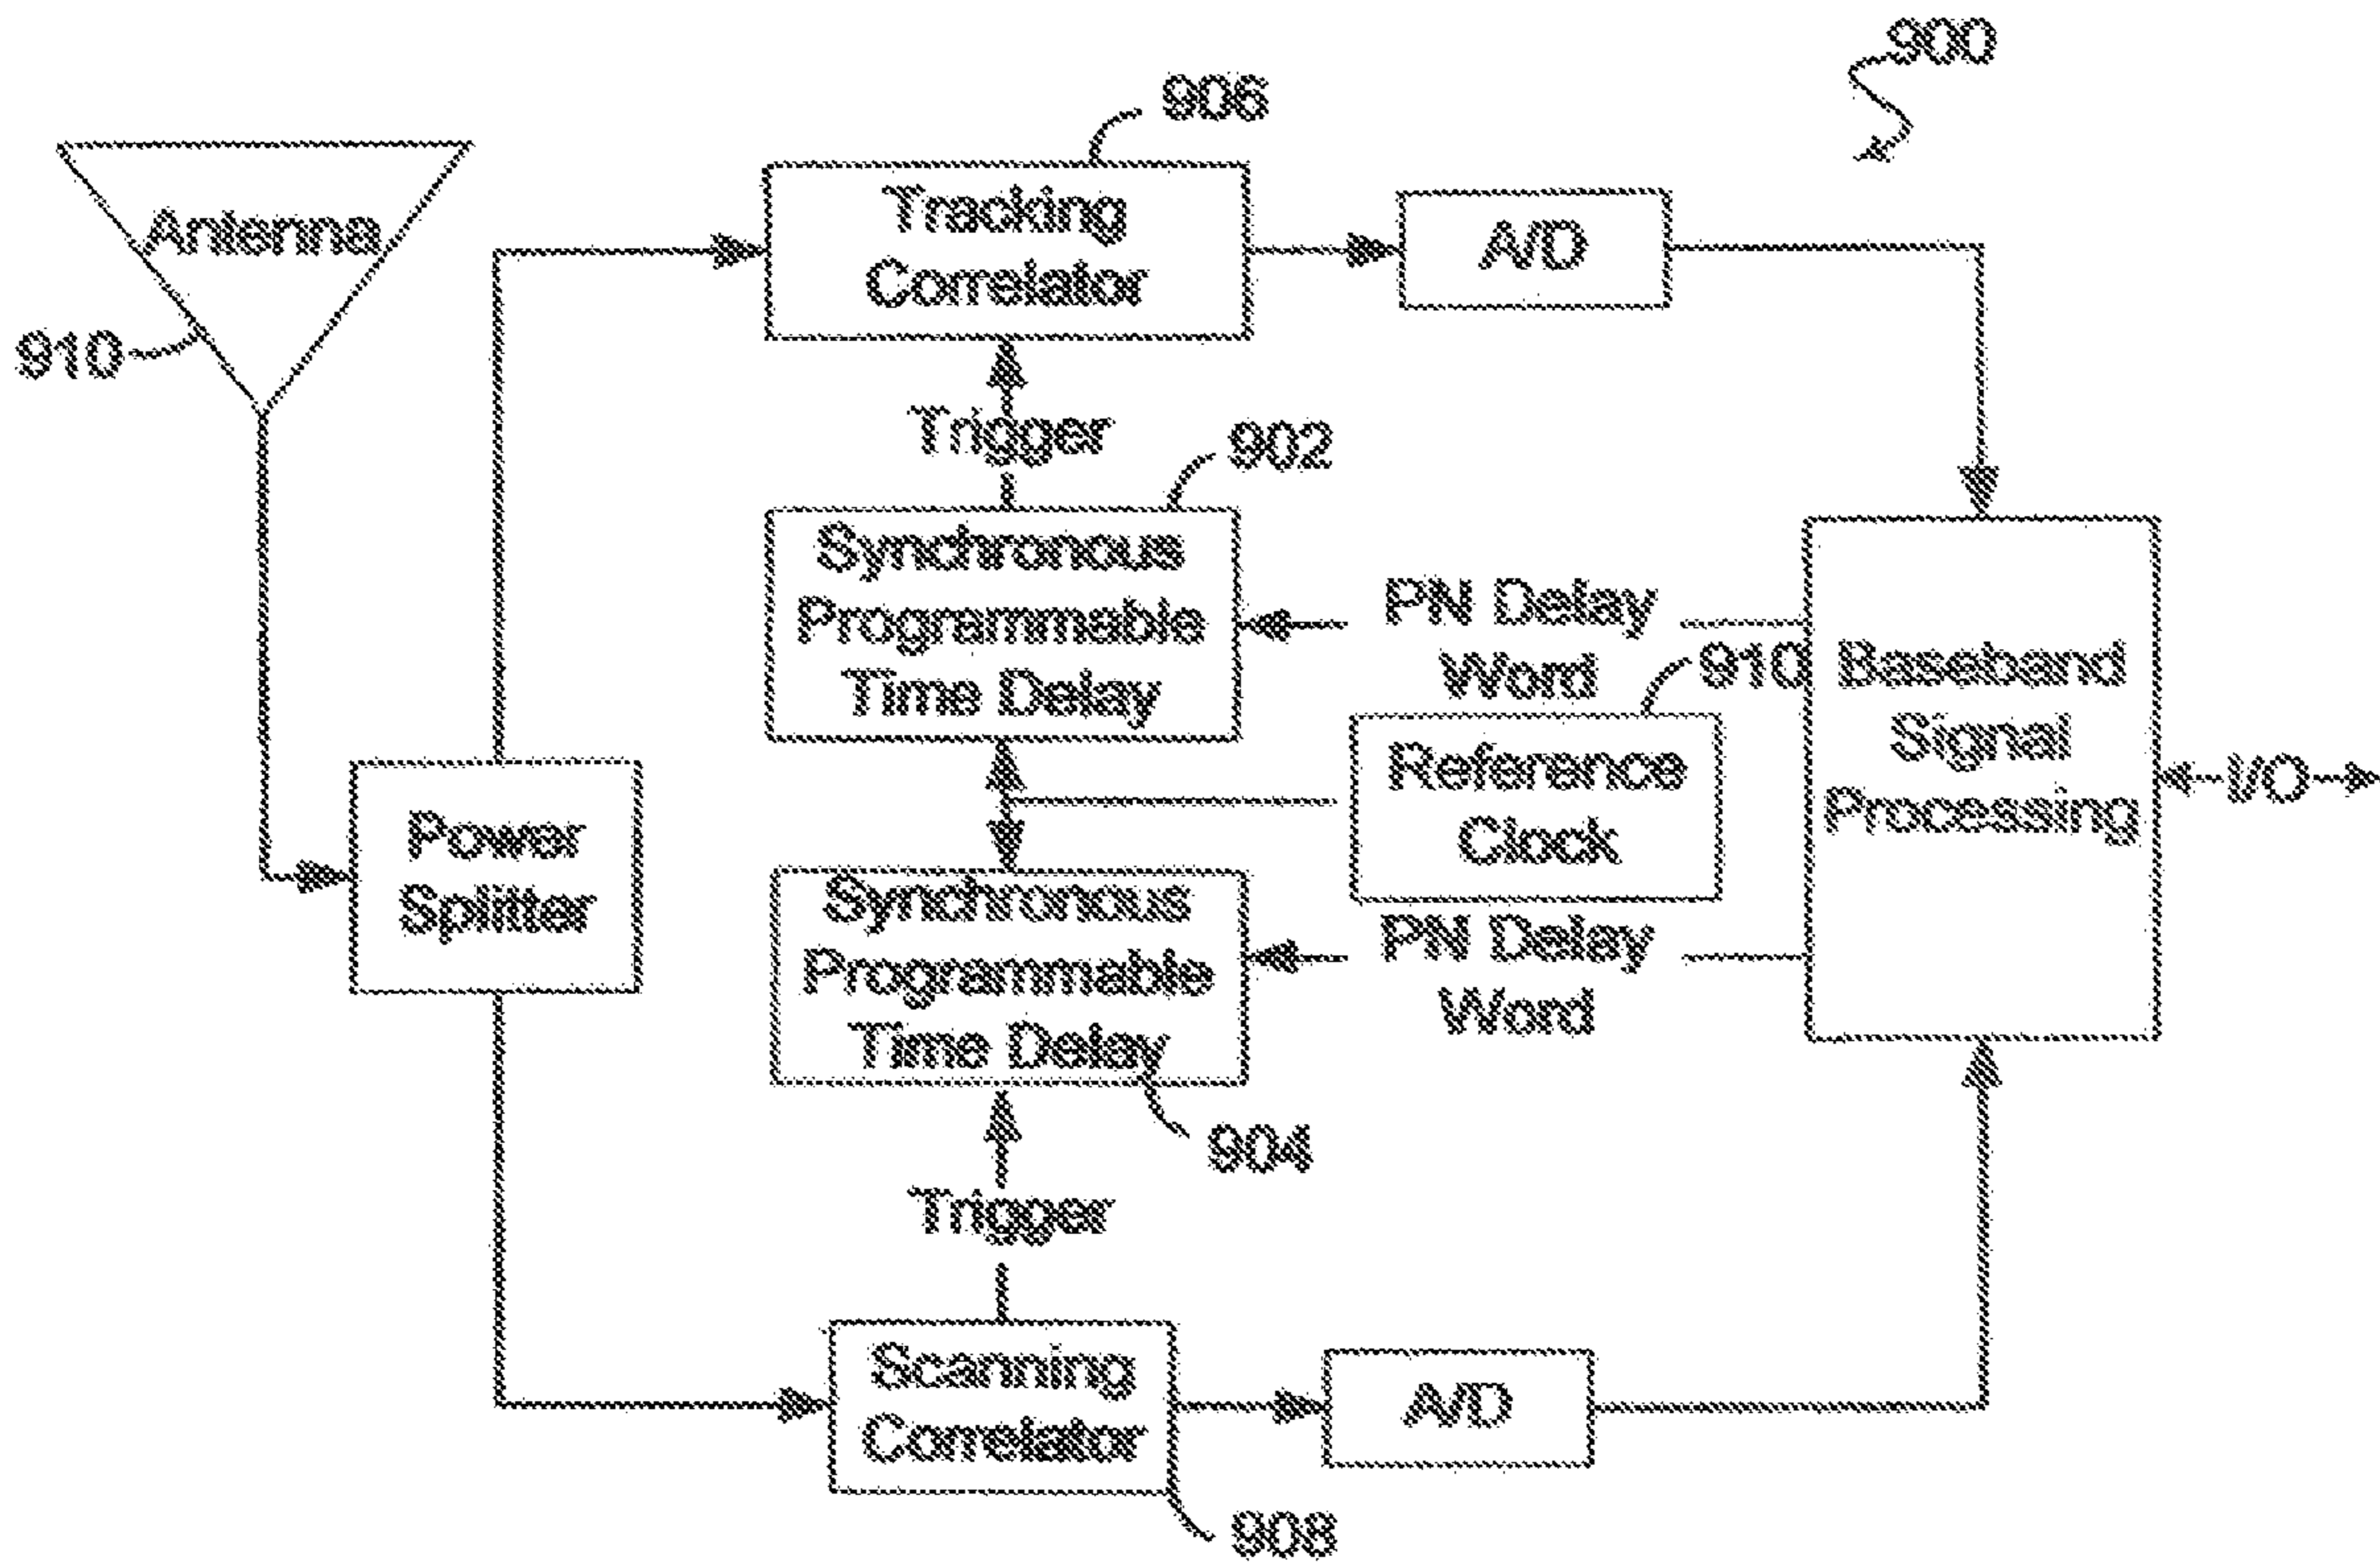 900
906
Antenna
Tracking
Correlator
A/D
910
Trigger
902
Synchronous
Programmable
Time Delay
PN Delay
Word
910
Baseband
Signal
Processing
I/O
Reference
Clock
Power
Splitter
Synchronous
Programmable
Time Delay
PN Delay
Word
904
Trigger
Scanning
Correlator
A/D
908